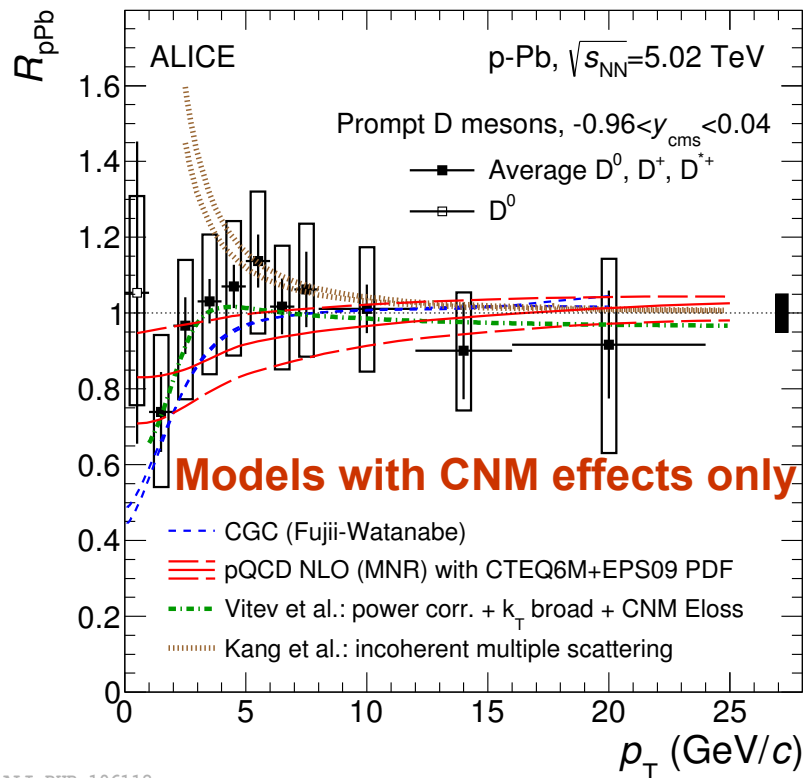 R_pPb
ALICE
p-Pb, √s_NN=5.02 TeV
Prompt D mesons, -0.96<y_cms<0.04
Average D^0, D^+, D^*+
D^0
1.6
1.4
1.2
1
0.8
0.6
0.4
0.2
0
Models with CNM effects only
CGC (Fujii-Watanabe)
pQCD NLO (MNR) with CTEQ6M+EPS09 PDF
Vitev et al.: power corr. + k_T broad + CNM Eloss
Kang et al.: incoherent multiple scattering
0 5 10 15 20 25
p_T (GeV/c)